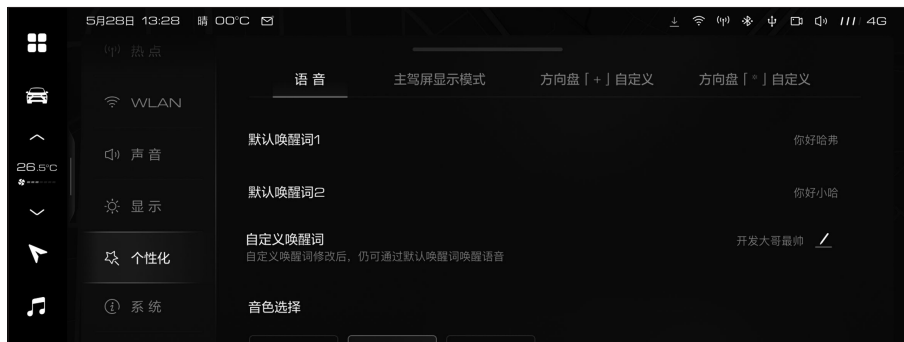 5月28日 13:28 晴 00°C 4G
热点
语音 主驾屏显示模式 方向盘「+」自定义 方向盘「*」自定义
WLAN
默认唤醒词1 你好哈弗
声音
26.5°C
默认唤醒词2 你好小哈
显示
自定义唤醒词 开发大哥最帅
自定义唤醒词修改后，仍可通过默认唤醒词唤醒语音
个性化
系统
音色选择